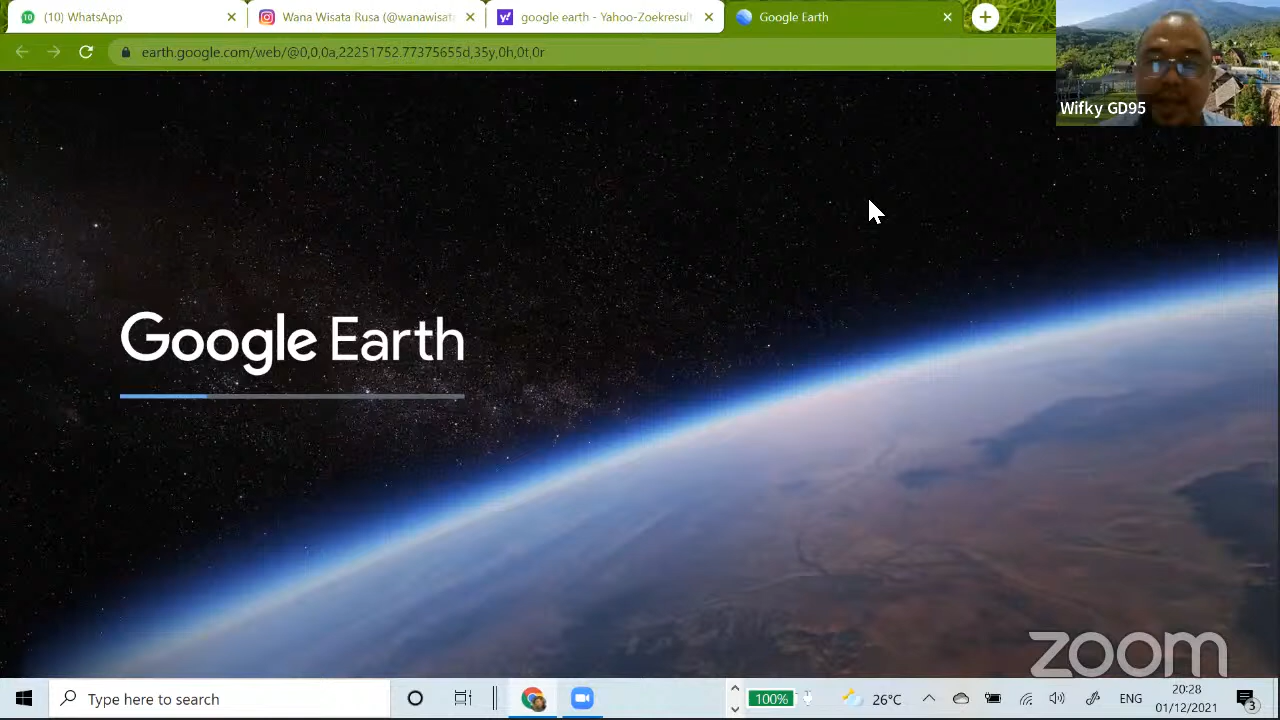 (10) WhatsApp
Wana Wisata Rusa (@wanawisat
google earth - Yahoo-Zoekresult
Google Earth
earth.google.com/web/@0,0,0a,22251752.77375655d,35y,0h,0t,0r
Wifky GD95
Google Earth
zoom
Type here to search
100%
26°C
ENG
20:28
01/12/2021
3